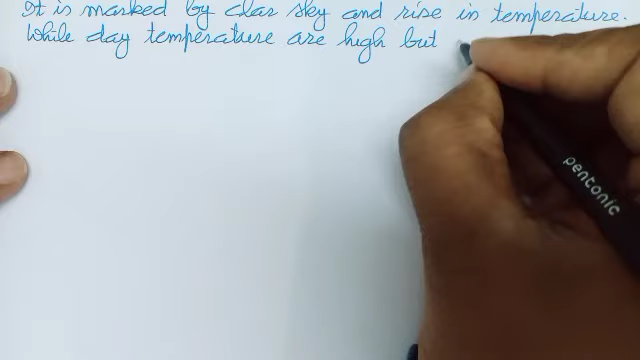 It is marked by clear sky and rise in temperature.
While day temperature are high but
pentonic